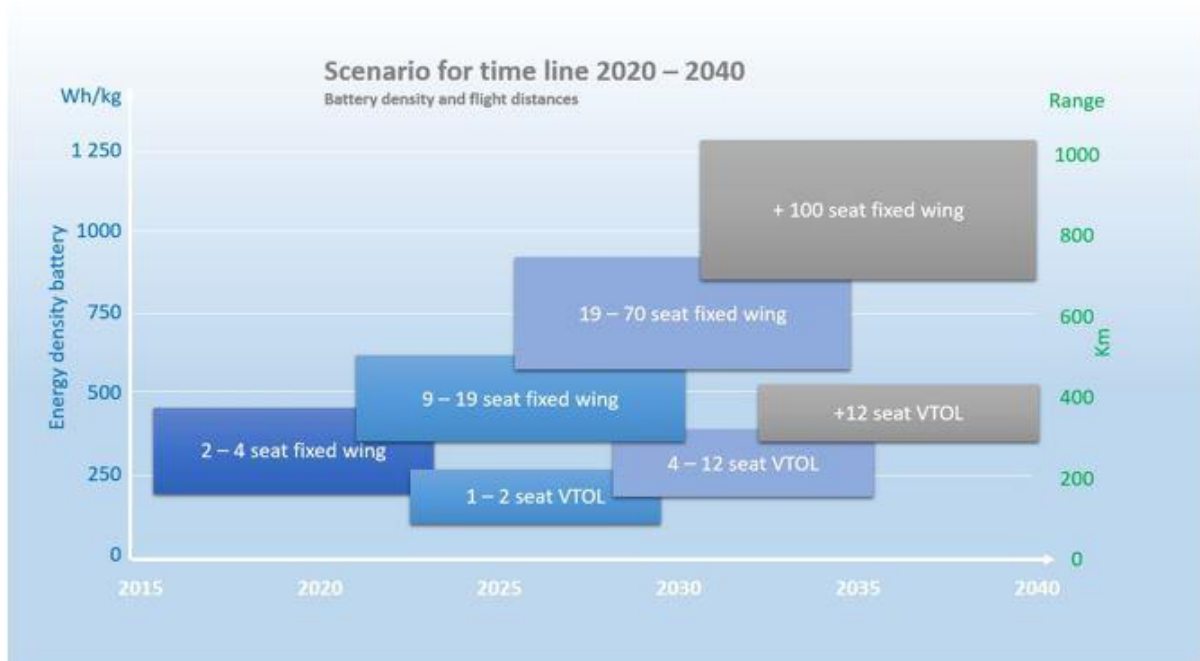 Scenario for time line 2020 – 2040
Battery density and flight distances
Wh/kg
Range
1 250
1000
+ 100 seat fixed wing
1000
800
Energy density battery
750
19 – 70 seat fixed wing
600
Km
500
9 – 19 seat fixed wing
400
+12 seat VTOL
2 – 4 seat fixed wing
4 – 12 seat VTOL
250
200
1 – 2 seat VTOL
0
0
2015 2020 2025 2030 2035 2040